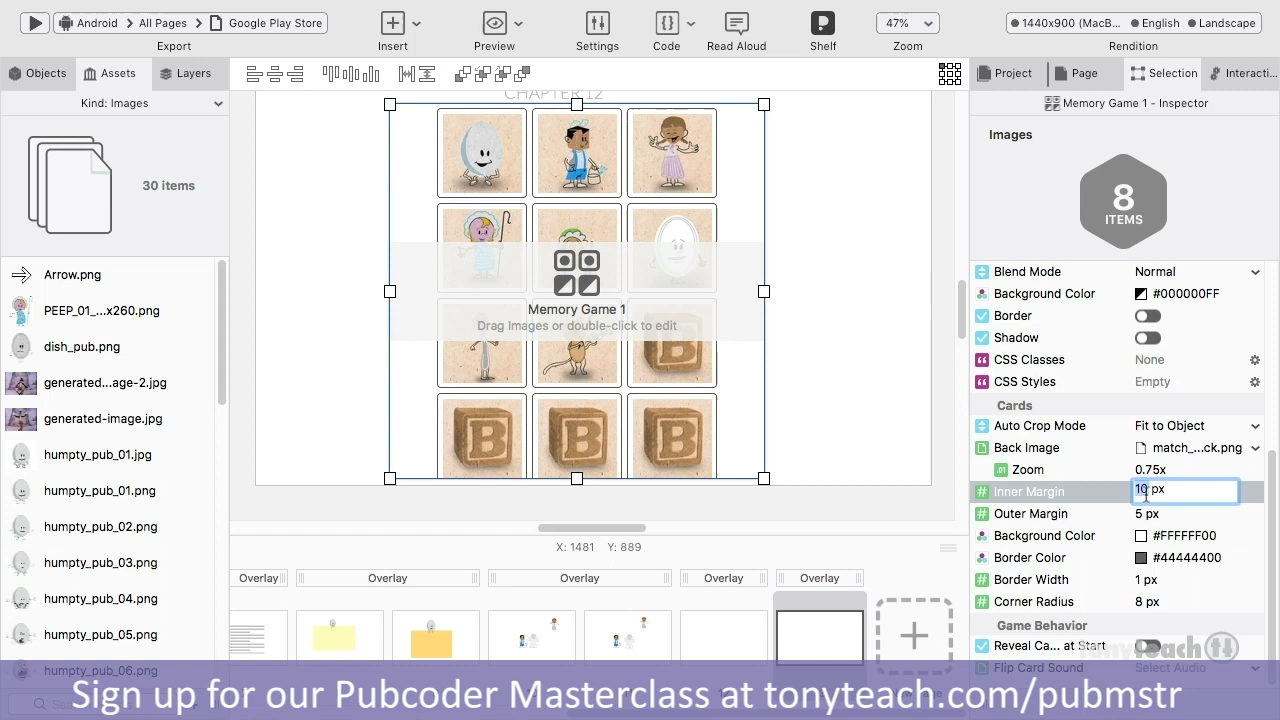 Android > All Pages > Google Play Store
Export
Insert
Preview
Settings
Code
Read Aloud
Shelf
47%
Zoom
1440x900 (MacB... English Landscape
Rendition
Objects Assets Layers
Project Page Selection Interacti...
Kind: Images
30 items
Arrow.png
PEEP_01_...x260.png
dish_pub.png
generated...age-2.jpg
generated-image.jpg
humpty_pub_01.jpg
humpty_pub_01.png
humpty_pub_02.png
humpty_pub_03.png
humpty_pub_04.png
humpty_pub_05.png
humpty_pub_06.png
CHAPTER 12
Memory Game 1
Drag Images or double-click to edit
B
B B B
X: 1481 Y: 889
Overlay Overlay Overlay Overlay Overlay
Memory Game 1 - Inspector
Images
8
ITEMS
Blend Mode Normal
Background Color #000000FF
Border
Shadow
CSS Classes None
CSS Styles Empty
Cards
Auto Crop Mode Fit to Object
Back Image match_...ck.png
Zoom 0.75x
Inner Margin 10 px
Outer Margin 5 px
Background Color #FFFFFF00
Border Color #44444400
Border Width 1 px
Corner Radius 8 px
Game Behavior
Reveal Ca... at Start
Flip Card Sound Select Audio
tonyteach
Sign up for our Pubcoder Masterclass at tonyteach.com/pubmstr